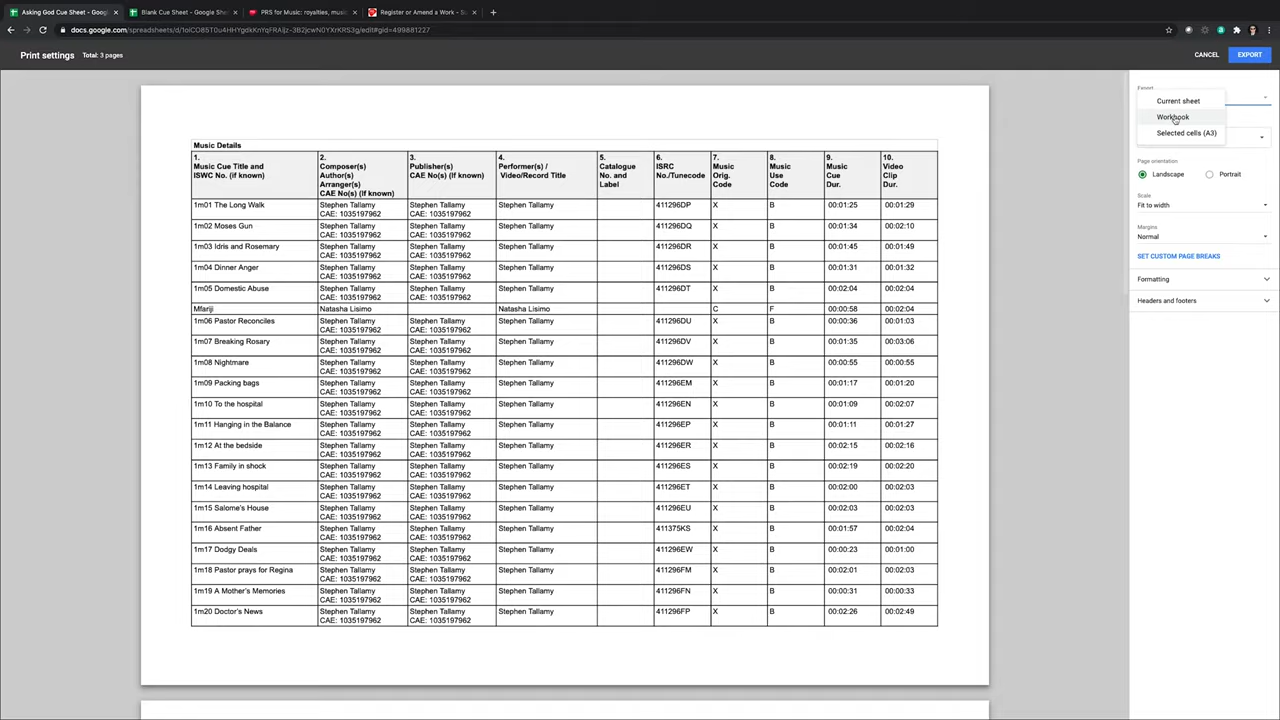 Asking God Cue Sheet - Google
Blank Cue Sheet - Google Sheet
PRS for Music: royalties, music
Register or Amend a Work - S
docs.google.com/spreadsheets/d/1olCO85T0u4HHYgdkKnYqFRAljz-3B2jcwN0YXrKRS3g/edit#gid=499881227
Print settings Total: 3 pages
CANCEL EXPORT
Export
Current sheet
Workbook
Selected cells (A3)
Page orientation
Landscape Portrait
Scale
Fit to width
Margins
Normal
SET CUSTOM PAGE BREAKS
Formatting
Headers and footers
Music Details
1. 2. 3. 4. 5. 6. 7. 8. 9. 10.
Music Cue Title and Composer(s) Publisher(s) Performer(s) / Catalogue ISRC Music Music Music Video
ISWC No. (if known) Author(s) CAE No(s) (if known) Video/Record Title No. and No./Tunecode Orig. Use Cue Clip
Arranger(s) Label Code Code Dur. Dur.
CAE No(s) (if known)
1m01 The Long Walk Stephen Tallamy Stephen Tallamy Stephen Tallamy 411296DP X B 00:01:25 00:01:29
CAE: 1035197962 CAE: 1035197962
1m02 Moses Gun Stephen Tallamy Stephen Tallamy Stephen Tallamy 411296DQ X B 00:01:34 00:02:10
CAE: 1035197962 CAE: 1035197962
1m03 Idris and Rosemary Stephen Tallamy Stephen Tallamy Stephen Tallamy 411296DR X B 00:01:45 00:01:49
CAE: 1035197962 CAE: 1035197962
1m04 Dinner Anger Stephen Tallamy Stephen Tallamy Stephen Tallamy 411296DS X B 00:01:31 00:01:32
CAE: 1035197962 CAE: 1035197962
1m05 Domestic Abuse Stephen Tallamy Stephen Tallamy Stephen Tallamy 411296DT X B 00:02:04 00:02:04
CAE: 1035197962 CAE: 1035197962
Mfariji Natasha Lisimo Natasha Lisimo C F 00:00:58 00:02:04
1m06 Pastor Reconciles Stephen Tallamy Stephen Tallamy Stephen Tallamy 411296DU X B 00:00:36 00:01:03
CAE: 1035197962 CAE: 1035197962
1m07 Breaking Rosary Stephen Tallamy Stephen Tallamy Stephen Tallamy 411296DV X B 00:01:35 00:03:06
CAE: 1035197962 CAE: 1035197962
1m08 Nightmare Stephen Tallamy Stephen Tallamy Stephen Tallamy 411296DW X B 00:00:55 00:00:55
CAE: 1035197962 CAE: 1035197962
1m09 Packing bags Stephen Tallamy Stephen Tallamy Stephen Tallamy 411296EM X B 00:01:17 00:01:20
CAE: 1035197962 CAE: 1035197962
1m10 To the hospital Stephen Tallamy Stephen Tallamy Stephen Tallamy 411296EN X B 00:01:09 00:02:07
CAE: 1035197962 CAE: 1035197962
1m11 Hanging in the Balance Stephen Tallamy Stephen Tallamy Stephen Tallamy 411296EP X B 00:01:11 00:01:27
CAE: 1035197962 CAE: 1035197962
1m12 At the bedside Stephen Tallamy Stephen Tallamy Stephen Tallamy 411296ER X B 00:02:15 00:02:16
CAE: 1035197962 CAE: 1035197962
1m13 Family in shock Stephen Tallamy Stephen Tallamy Stephen Tallamy 411296ES X B 00:02:19 00:02:20
CAE: 1035197962 CAE: 1035197962
1m14 Leaving hospital Stephen Tallamy Stephen Tallamy Stephen Tallamy 411296ET X B 00:02:00 00:02:03
CAE: 1035197962 CAE: 1035197962
1m15 Salome's House Stephen Tallamy Stephen Tallamy Stephen Tallamy 411296EU X B 00:02:03 00:02:03
CAE: 1035197962 CAE: 1035197962
1m16 Absent Father Stephen Tallamy Stephen Tallamy Stephen Tallamy 411375KS X B 00:01:57 00:02:04
CAE: 1035197962 CAE: 1035197962
1m17 Dodgy Deals Stephen Tallamy Stephen Tallamy Stephen Tallamy 411296EW X B 00:00:23 00:01:00
CAE: 1035197962 CAE: 1035197962
1m18 Pastor prays for Regina Stephen Tallamy Stephen Tallamy Stephen Tallamy 411296FM X B 00:02:01 00:02:03
CAE: 1035197962 CAE: 1035197962
1m19 A Mother's Memories Stephen Tallamy Stephen Tallamy Stephen Tallamy 411296FN X B 00:00:31 00:00:33
CAE: 1035197962 CAE: 1035197962
1m20 Doctor's News Stephen Tallamy Stephen Tallamy Stephen Tallamy 411296FP X B 00:02:26 00:02:49
CAE: 1035197962 CAE: 1035197962